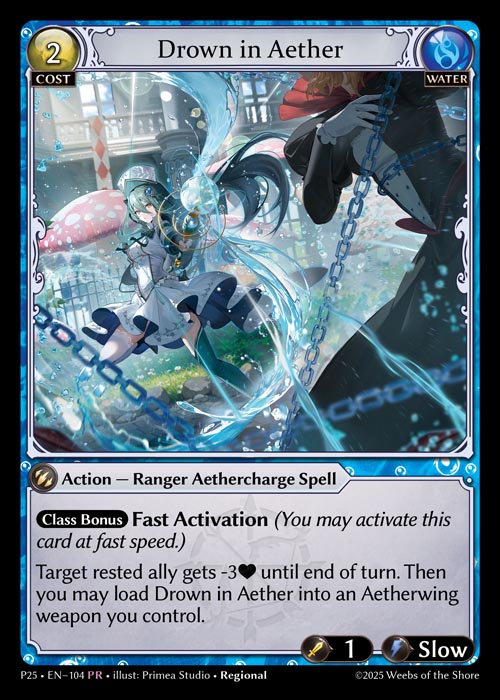 2
COST
Drown in Aether
WATER
Action — Ranger Aethercharge Spell
Class Bonus Fast Activation (You may activate this
card at fast speed.)
Target rested ally gets -3♥ until end of turn. Then
you may load Drown in Aether into an Aetherwing
weapon you control.
1
Slow
P25 • EN-104 PR • illust: Primea Studio • Regional
©2025 Weebs of the Shore